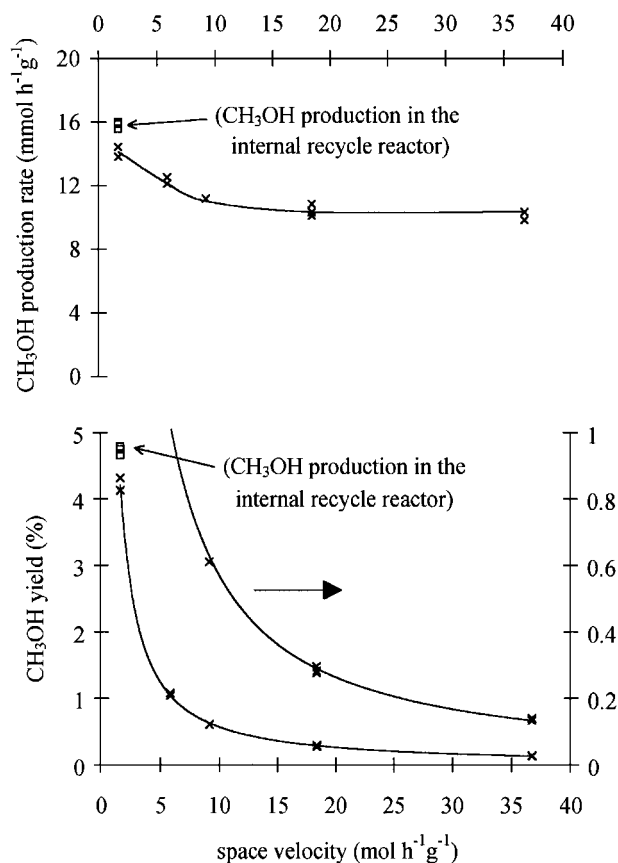 0 5 10 15 20 25 30 35 40
20
16
12
8
4
0
CH₃OH production rate (mmol h⁻¹g⁻¹)
(CH₃OH production in the
internal recycle reactor)
5
4
3
2
1
0
CH₃OH yield (%)
(CH₃OH production in the
internal recycle reactor)
1
0.8
0.6
0.4
0.2
0
0 5 10 15 20 25 30 35 40
space velocity (mol h⁻¹g⁻¹)